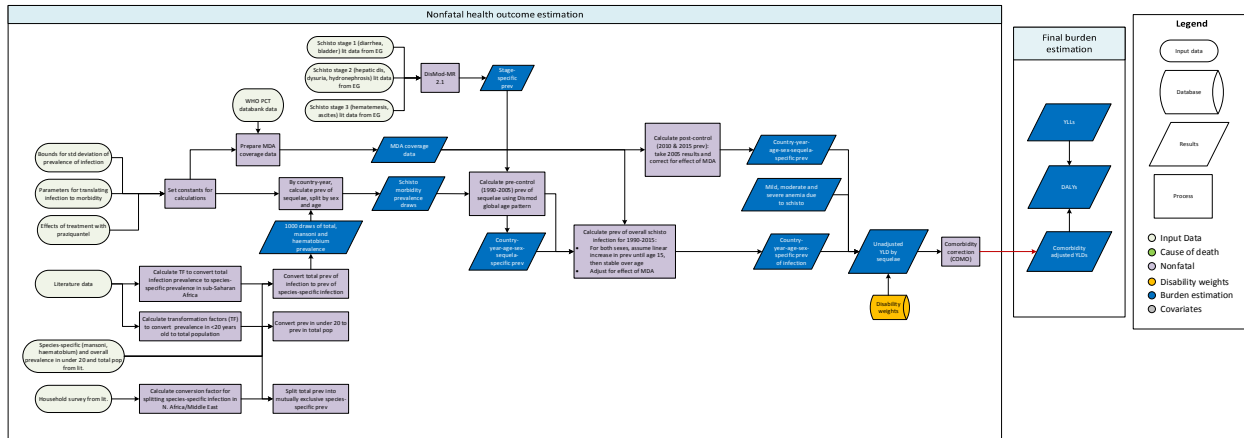 Nonfatal health outcome estimation
Schisto stage 1 (diarrhea,
bladder) lit data from EG
Schisto stage 2 (hepatic dis,
dysuria, hydronephrosis) lit data
from EG
Schisto stage 3 (hematemesis,
ascites) lit data from EG
DisMod-MR
2.1
Stage-
specific
prev
WHO PCT
databank data
Prepare MDA
coverage data
MDA coverage
data
Bounds for std deviation of
prevalence of infection
Parameters for translating
infection to morbidity
Effects of treatment with
praziquantel
Set constants for
calculations
By country-year,
calculate prev of
sequelae, split by sex
and age
Schisto
morbidity
prevalence draws
1000 draws of total,
mansoni and
haematobium
prevalence
Calculate pre-control
(1990-2005) prev of
sequelae using Dismod
global age pattern
Country-
year-age-sex-
sequela-
specific prev
Calculate post-control
(2010 & 2015 prev):
take 2005 results and
correct for effect of MDA
Country-year-
age-sex-sequela-
specific prev
Mild, moderate and
severe anemia due to
schisto
Calculate prev of overall schisto
infection for 1990-2015:
• For both sexes, assume linear
increase in prev until age 15,
then stable over age
• Adjust for effect of MDA
Country-
year-age-sex-
specific prev
of infection
Unadjusted
YLD by
sequelae
Disability
weights
Comorbidity
correction
(COMO)
Literature data
Calculate TF to convert total
infection prevalence to species-
specific prevalence in sub-Saharan
Africa
Convert total prev of
infection to prev of
species-specific infection
Calculate transformation factors (TF)
to convert prevalence in <20 years
old to total population
Convert prev in under 20 to
prev in total pop
Species-specific (mansoni,
haematobium) and overall
prevalence in under 20 and total pop
from lit.
Household survey from lit.
Calculate conversion factor for
splitting species-specific infection in
N. Africa/Middle East
Split total prev into
mutually exclusive species-
specific prev
Final burden
estimation
YLLs
DALYs
Comorbidity
adjusted YLDs
Legend
Input data
Database
Results
Process
Input Data
Cause of death
Nonfatal
Disability weights
Burden estimation
Covariates